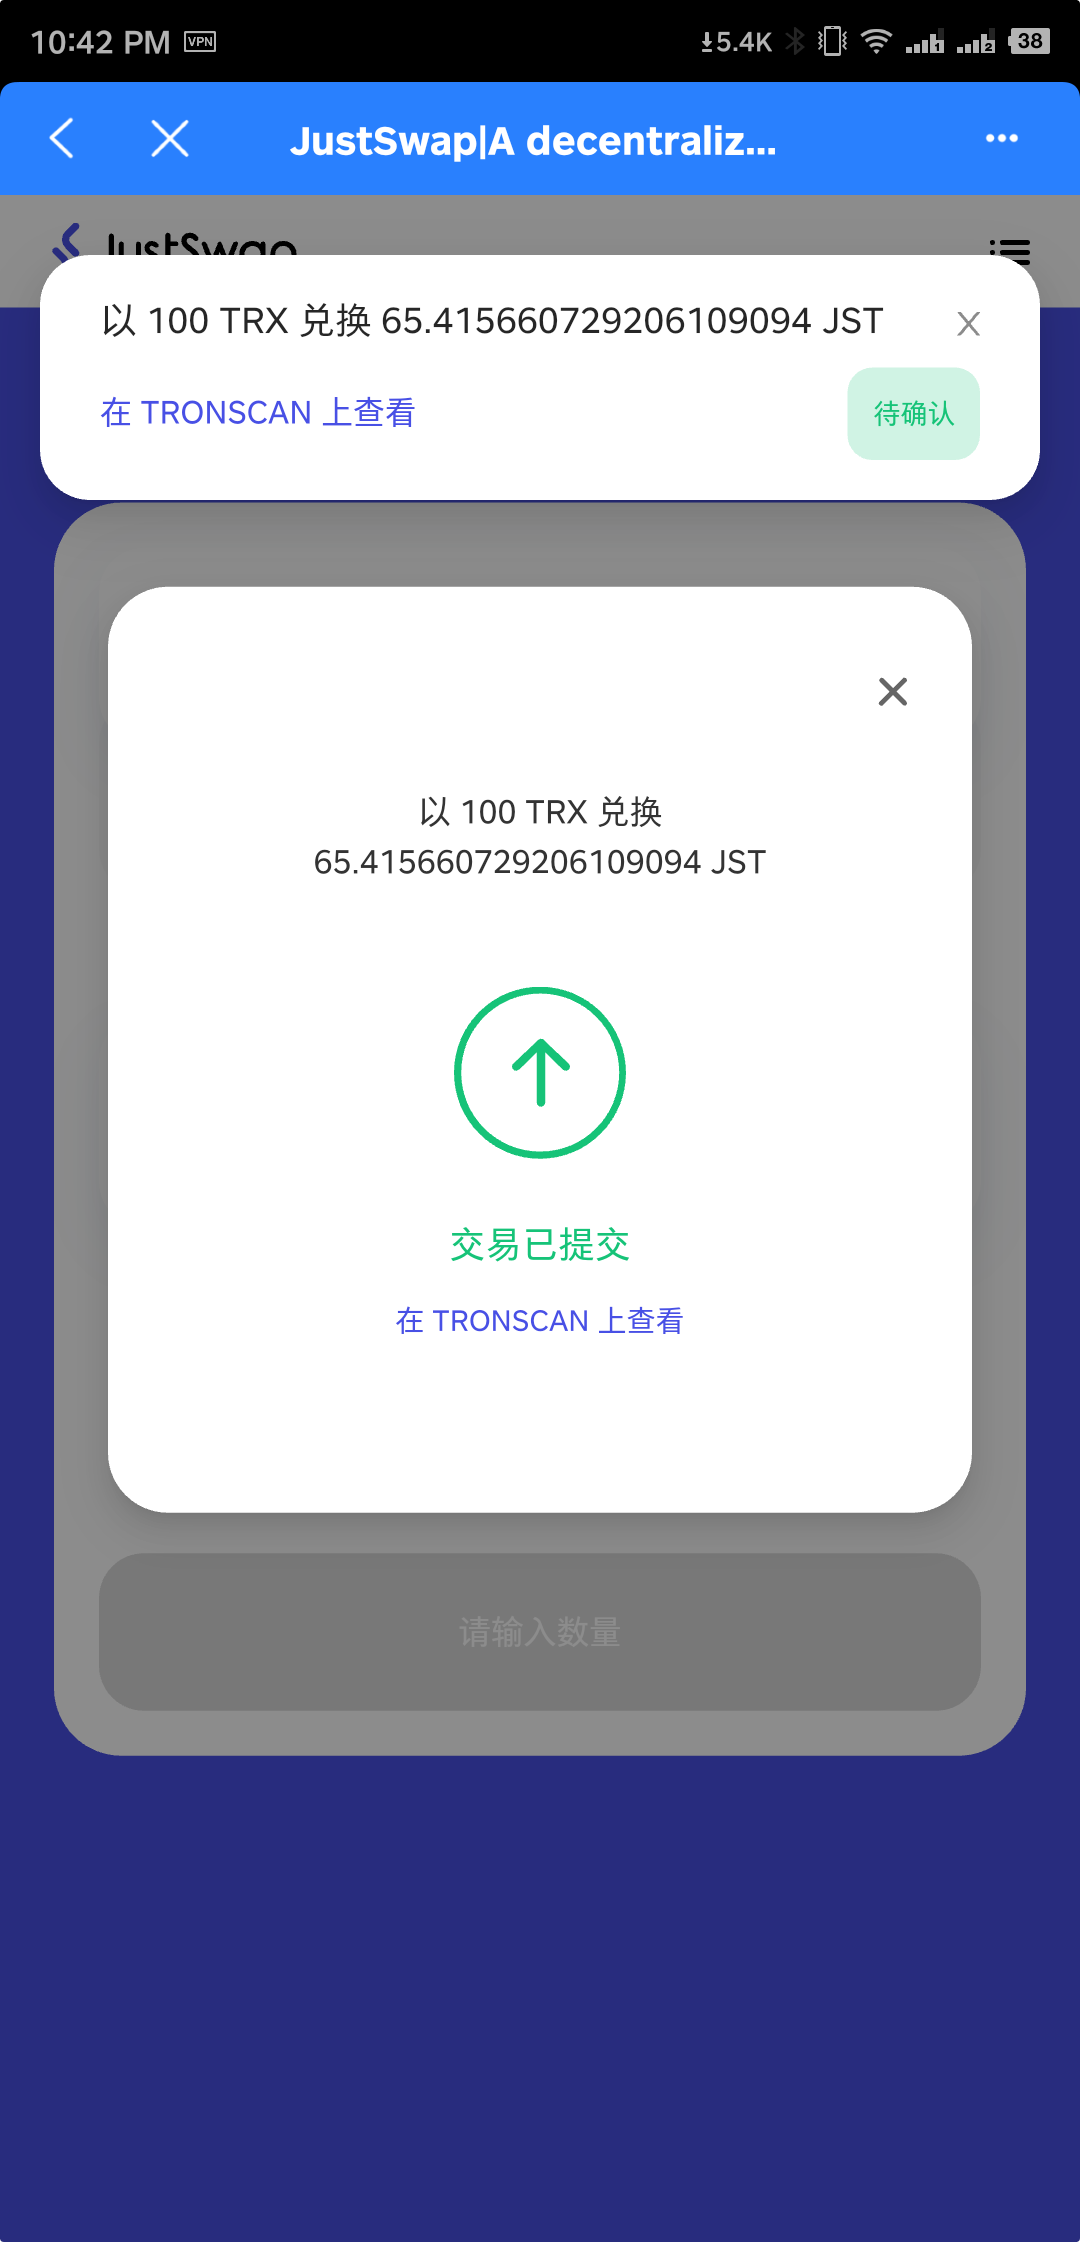 10:42 PM VPN
5.4K 1 2 38
JustSwap|A decentraliz...
JustSwap
以 100 TRX 兑换 65.415660729206109094 JST
在 TRONSCAN 上查看
待确认
以 100 TRX 兑换
65.415660729206109094 JST
交易已提交
在 TRONSCAN 上查看
请输入数量